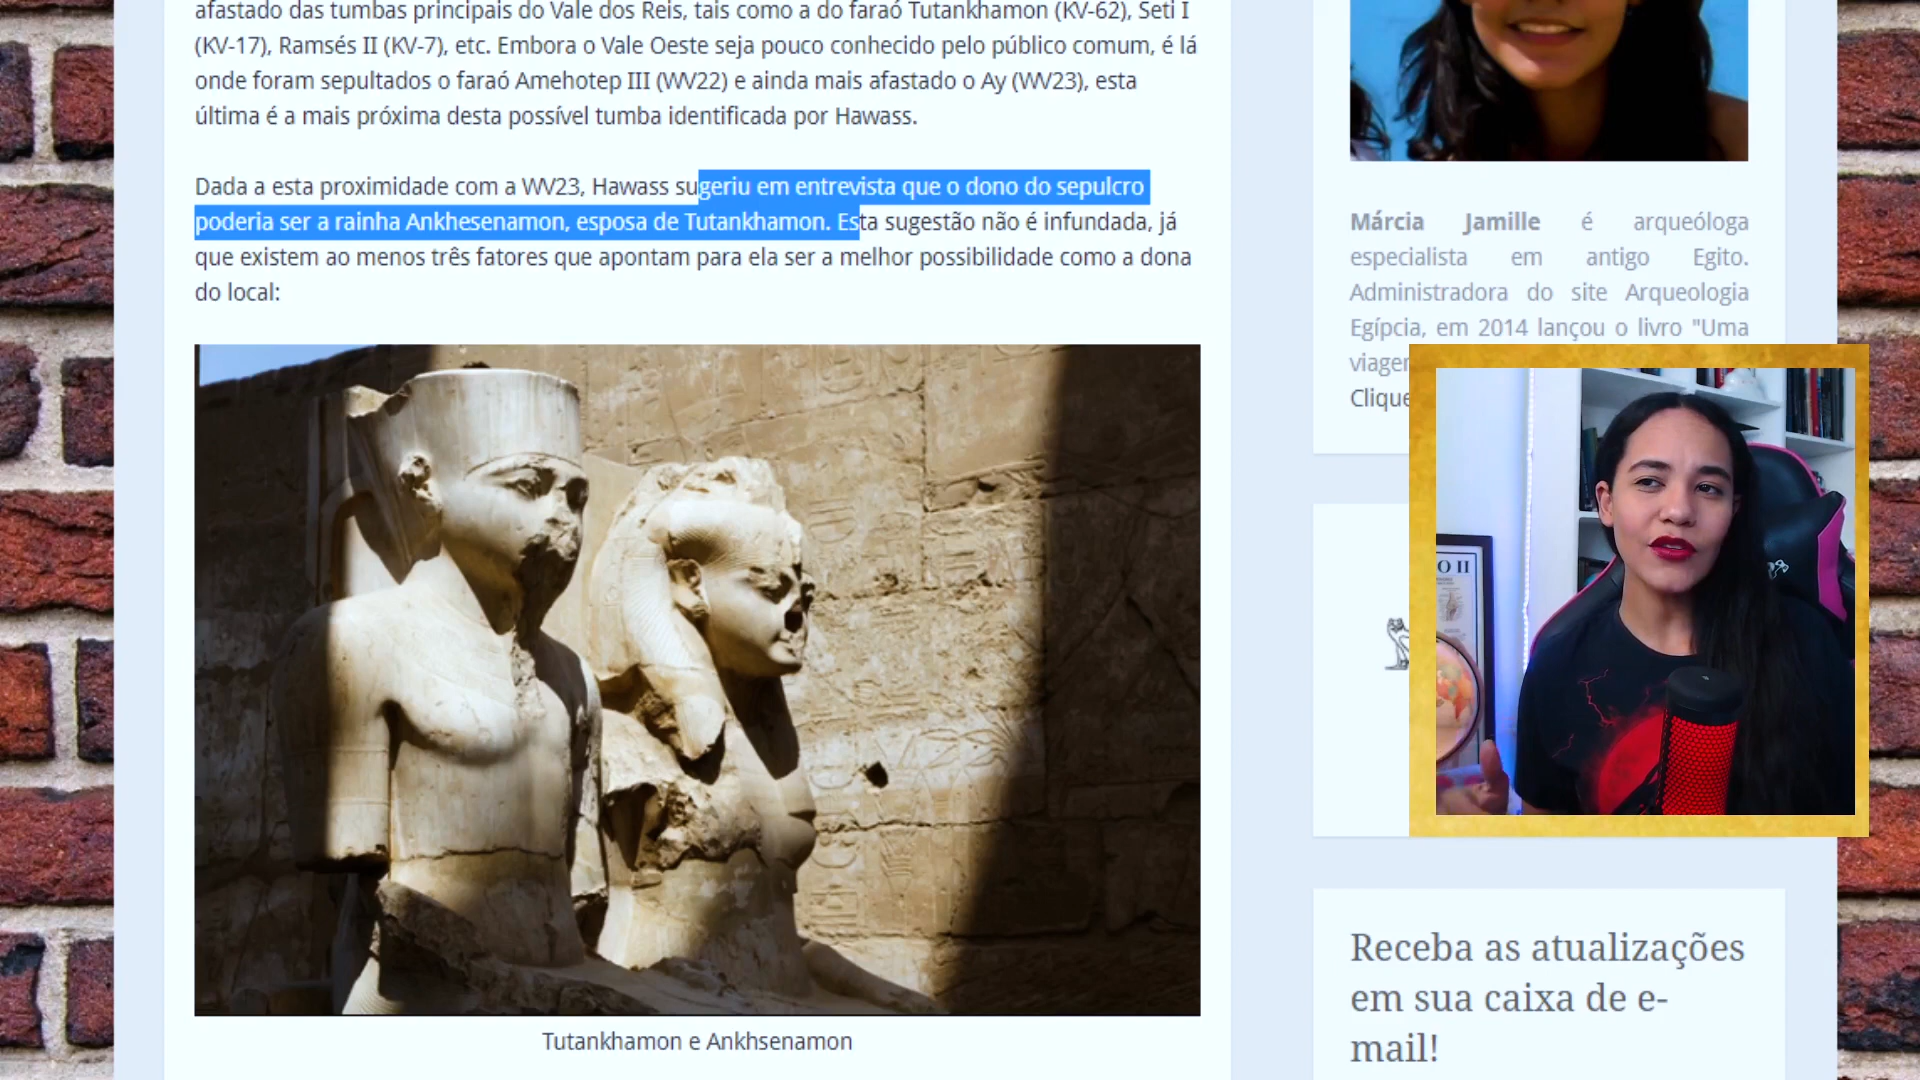 afastado das tumbas principais do Vale dos Reis, tais como a do faraó Tutankhamon (KV-62), Seti I
(KV-17), Ramsés II (KV-7), etc. Embora o Vale Oeste seja pouco conhecido pelo público comum, é lá
onde foram sepultados o faraó Amehotep III (WV22) e ainda mais afastado o Ay (WV23), esta
última é a mais próxima desta possível tumba identificada por Hawass.
Dada a esta proximidade com a WV23, Hawass sugeriu em entrevista que o dono do sepulcro
poderia ser a rainha Ankhesenamon, esposa de Tutankhamon. Esta sugestão não é infundada, já
que existem ao menos três fatores que apontam para ela ser a melhor possibilidade como a dona
do local:
Tutankhamon e Ankhsenamon
Márcia Jamille é arqueóloga
especialista em antigo Egito.
Administradora do site Arqueologia
Egípcia, em 2014 lançou o livro "Uma
viagem
Clique
O II
Receba as atualizações
em sua caixa de e-
mail!